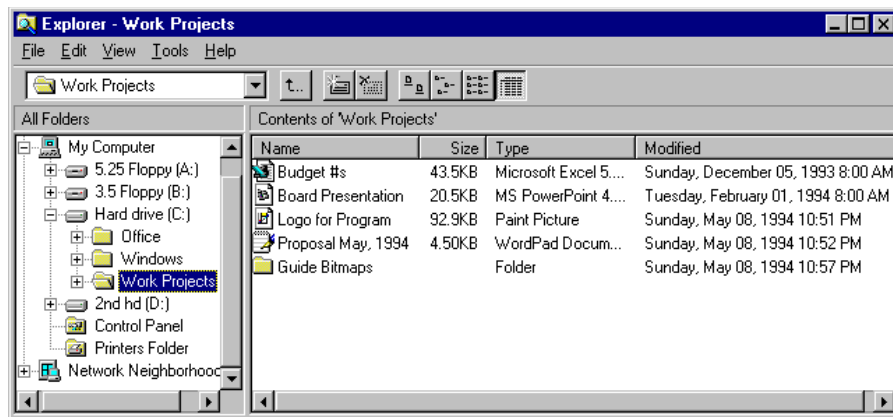 Explorer - Work Projects
File Edit View Tools Help
Work Projects
All Folders
Contents of 'Work Projects'
My Computer
5.25 Floppy (A:)
3.5 Floppy (B:)
Hard drive (C:)
Office
Windows
Work Projects
2nd hd (D:)
Control Panel
Printers Folder
Network Neighborhood
Name Size Type Modified
Budget #s 43.5KB Microsoft Excel 5.... Sunday, December 05, 1993 8:00 AM
Board Presentation 20.5KB MS PowerPoint 4.... Tuesday, February 01, 1994 8:00 AM
Logo for Program 92.9KB Paint Picture Sunday, May 08, 1994 10:51 PM
Proposal May, 1994 4.50KB WordPad Docum... Sunday, May 08, 1994 10:52 PM
Guide Bitmaps Folder Sunday, May 08, 1994 10:57 PM